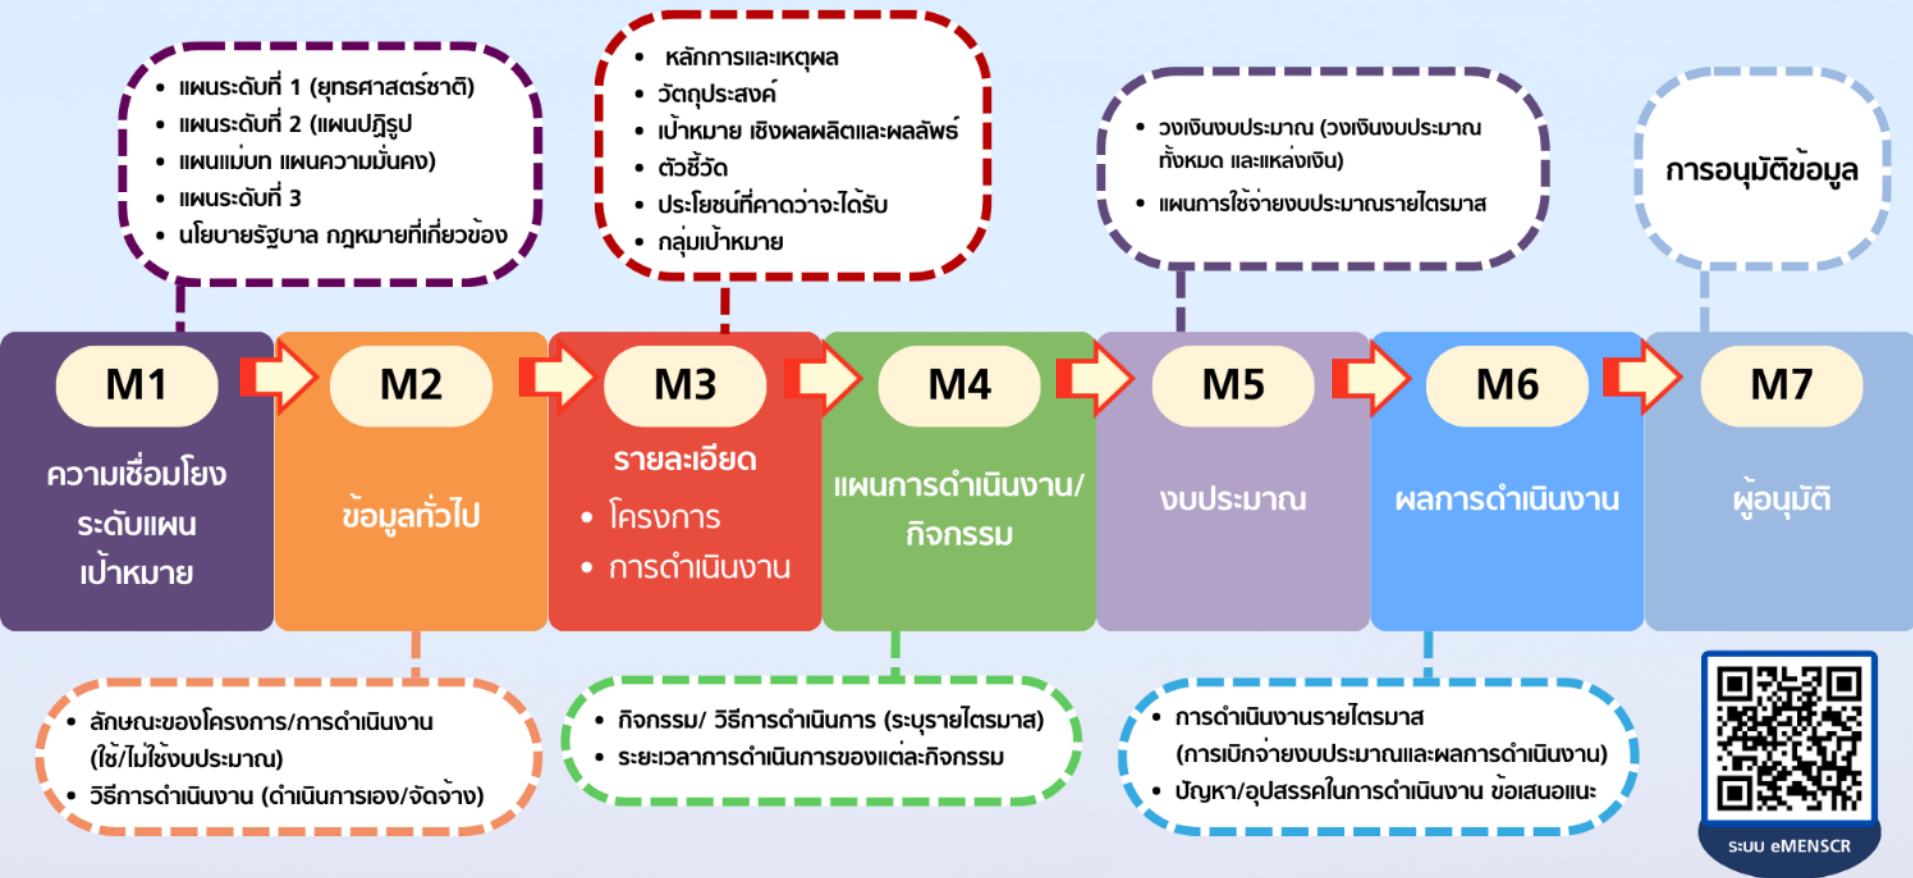 • แผนระดับที่ 1 (ยุทธศาสตร์ชาติ)
• แผนระดับที่ 2 (แผนปฏิรูป
• แผนแม่บท แผนความมั่นคง)
• แผนระดับที่ 3
• นโยบายรัฐบาล กฎหมายที่เกี่ยวข้อง
• หลักการและเหตุผล
• วัตถุประสงค์
• เป้าหมาย เชิงผลผลิตและผลลัพธ์
• ตัวชี้วัด
• ประโยชน์ที่คาดว่าจะได้รับ
• กลุ่มเป้าหมาย
• วงเงินงบประมาณ (วงเงินงบประมาณ
ทั้งหมด และแหล่งเงิน)
• แผนการใช้จ่ายงบประมาณรายไตรมาส
การอนุมัติข้อมูล
M1
ความเชื่อมโยง
ระดับแผน
เป้าหมาย
M2
ข้อมูลทั่วไป
M3
รายละเอียด
• โครงการ
• การดำเนินงาน
M4
แผนการดำเนินงาน/
กิจกรรม
M5
งบประมาณ
M6
ผลการดำเนินงาน
M7
ผู้อนุมัติ
• ลักษณะของโครงการ/การดำเนินงาน
(ใช้/ไม่ใช้งบประมาณ)
• วิธีการดำเนินงาน (ดำเนินการเอง/จัดจ้าง)
• กิจกรรม/ วิธีการดำเนินการ (ระบุรายไตรมาส)
• ระยะเวลาการดำเนินการของแต่ละกิจกรรม
• การดำเนินงานรายไตรมาส
(การเบิกจ่ายงบประมาณและผลการดำเนินงาน)
• ปัญหา/อุปสรรคในการดำเนินงาน ข้อเสนอแนะ
ระบบ eMENSCR